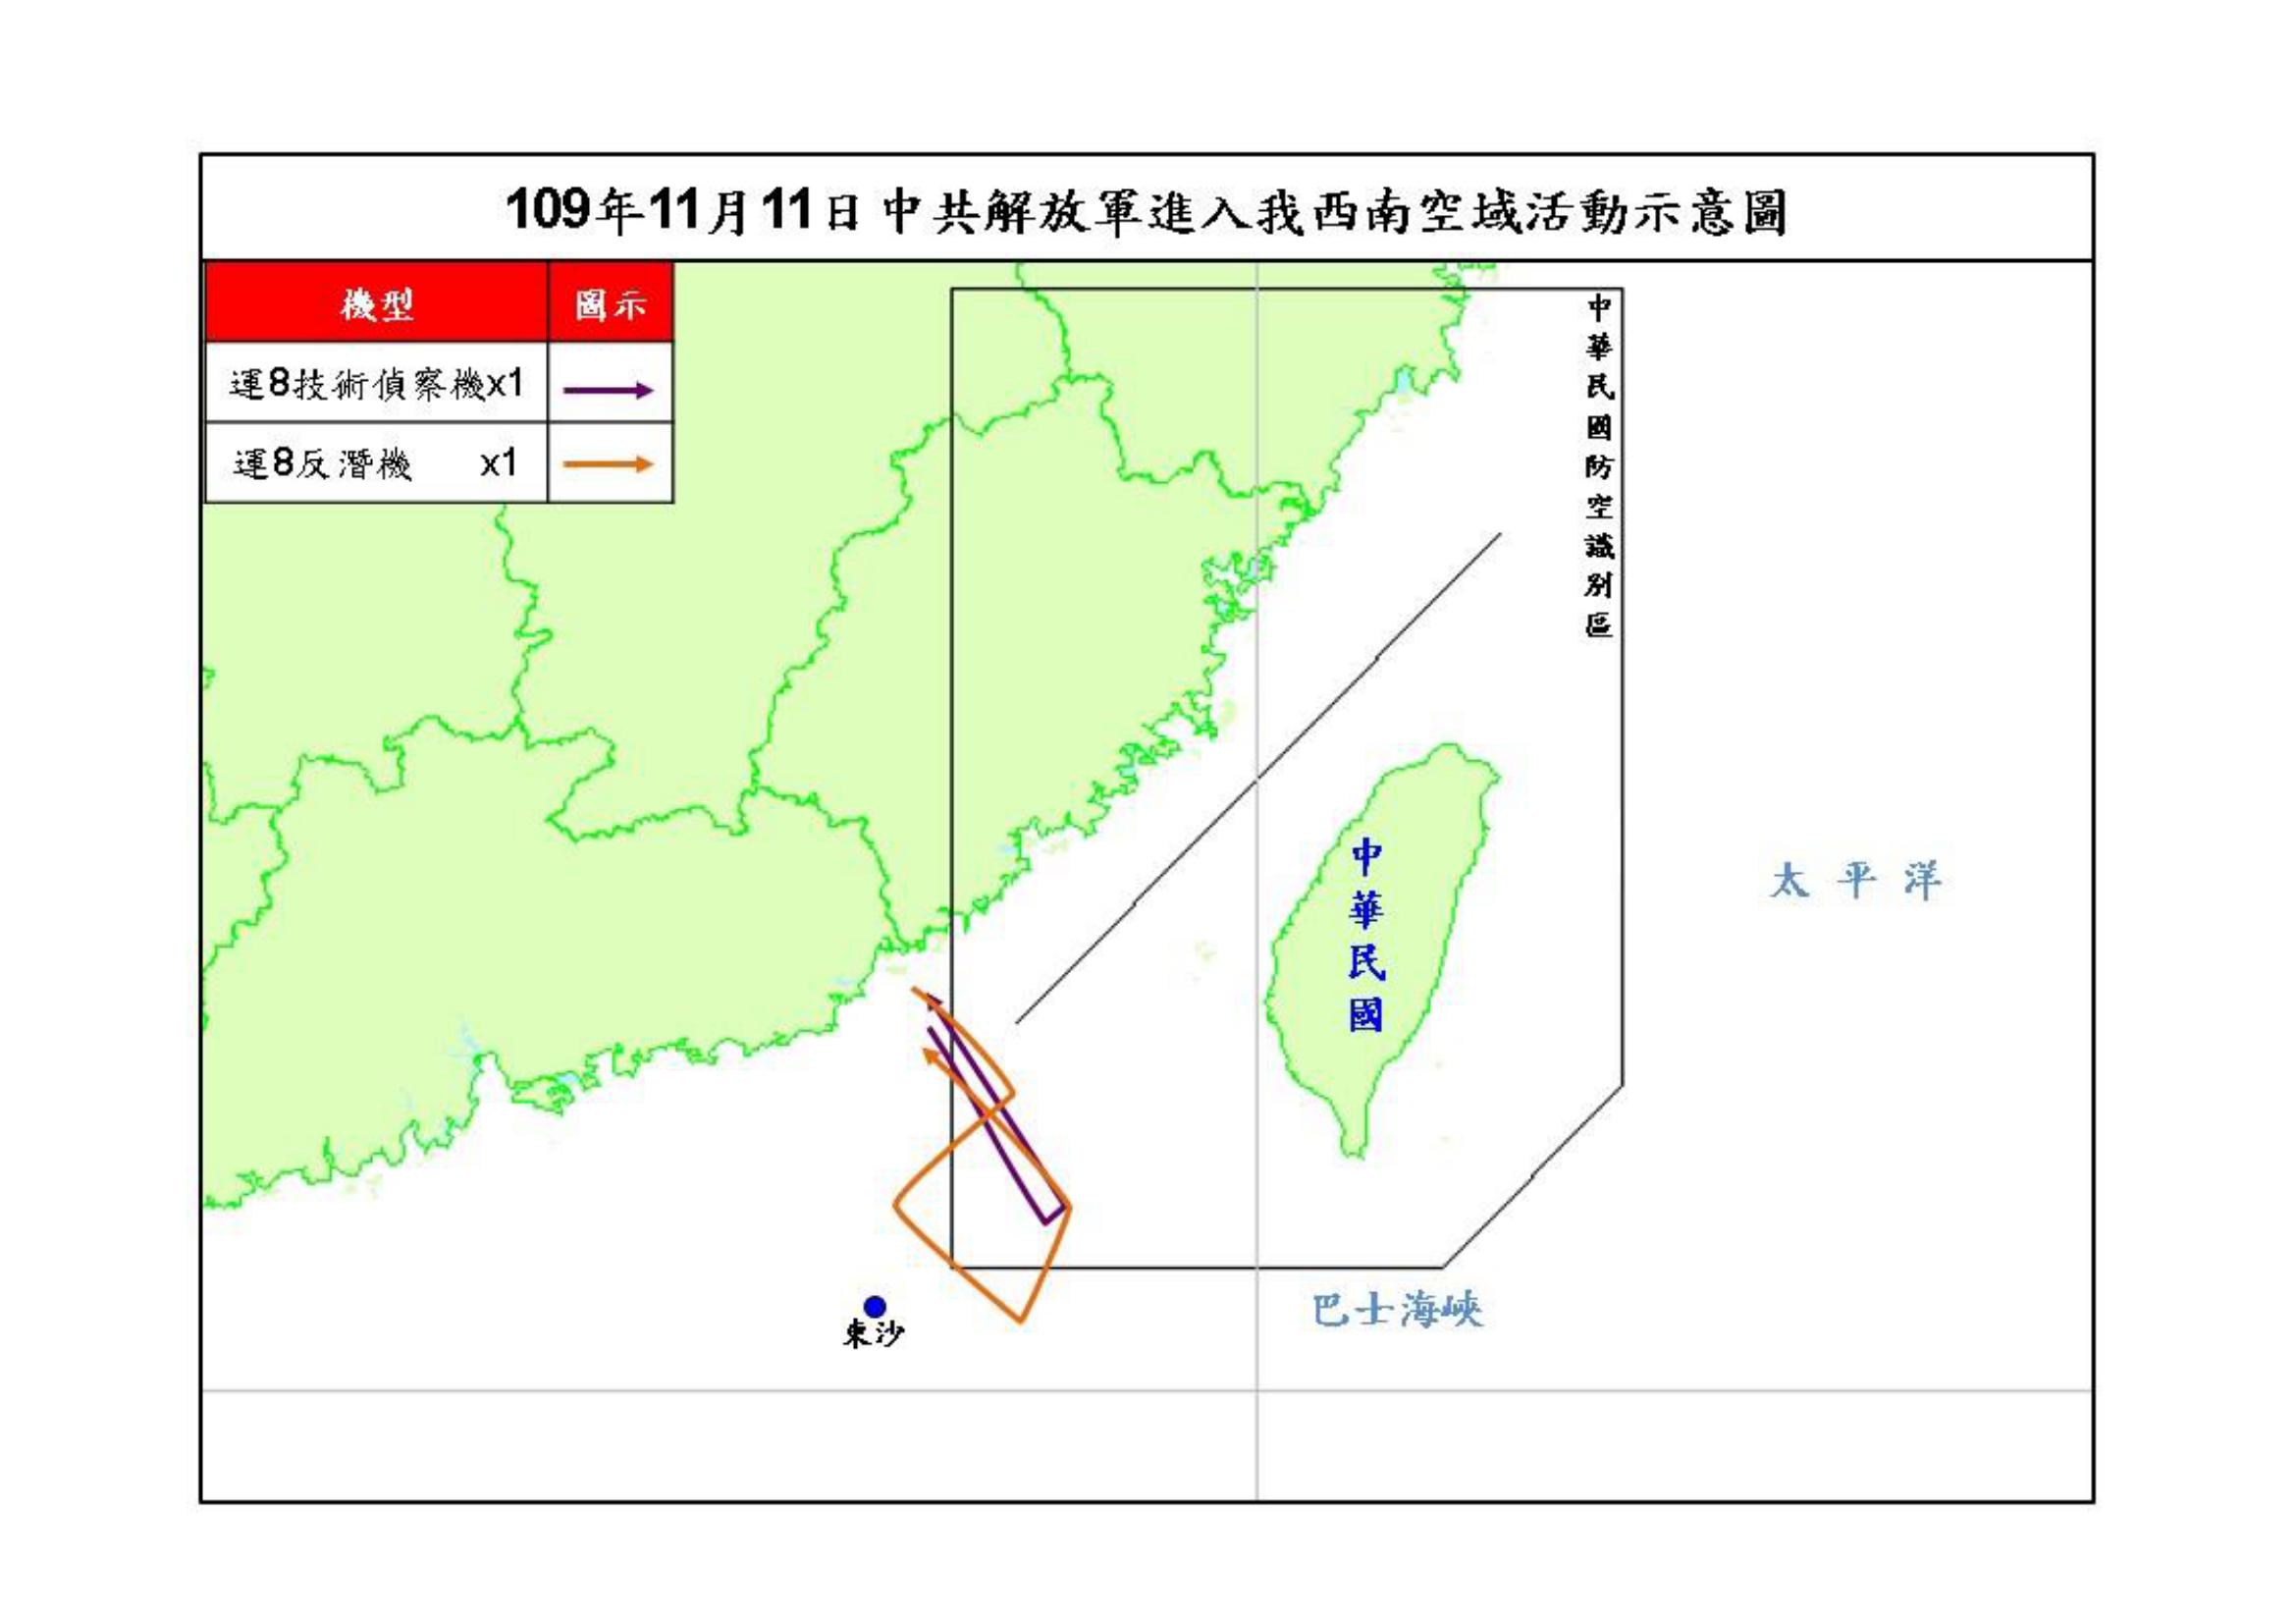 109年11月11日中共解放軍進入我西南空域活動示意圖
機型 圖示
運8技術偵察機x1
運8反潛機 x1
中華民國防空識別區
中華民國
太平洋
巴士海峽
東沙